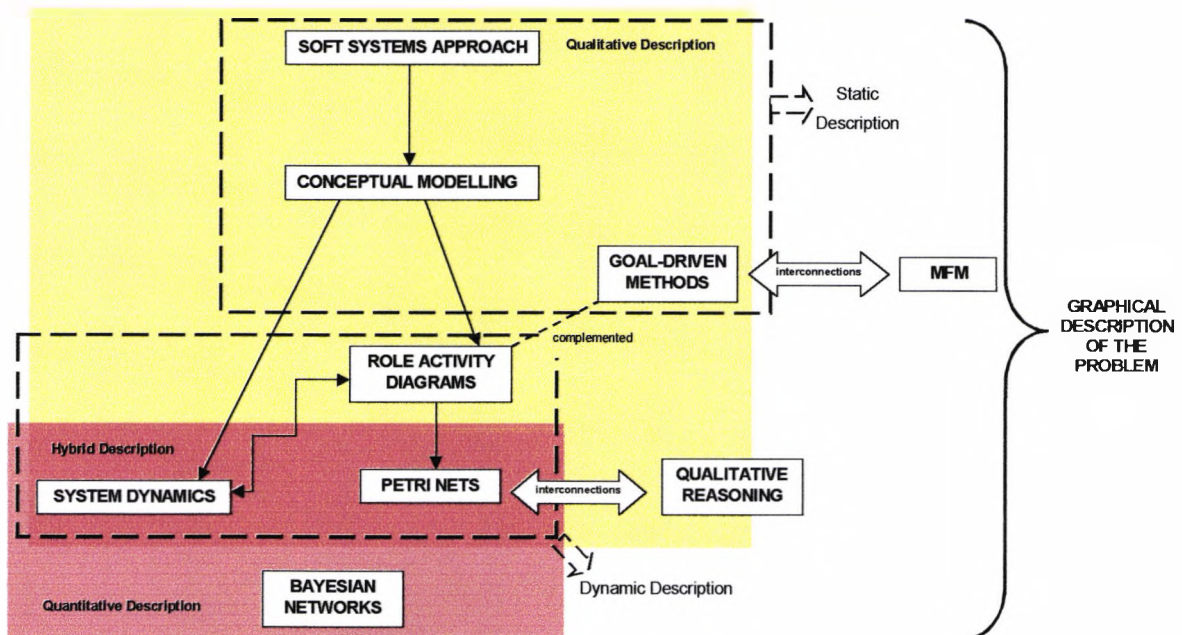 SOFT SYSTEMS APPROACH
Qualitative Description
Static
Description
CONCEPTUAL MODELLING
GOAL-DRIVEN
METHODS
interconnections
MFM
GRAPHICAL
DESCRIPTION
OF THE
PROBLEM
complemented
ROLE ACTIVITY
DIAGRAMS
Hybrid Description
SYSTEM DYNAMICS
PETRI NETS
interconnections
QUALITATIVE
REASONING
Dynamic Description
BAYESIAN
NETWORKS
Quantitative Description